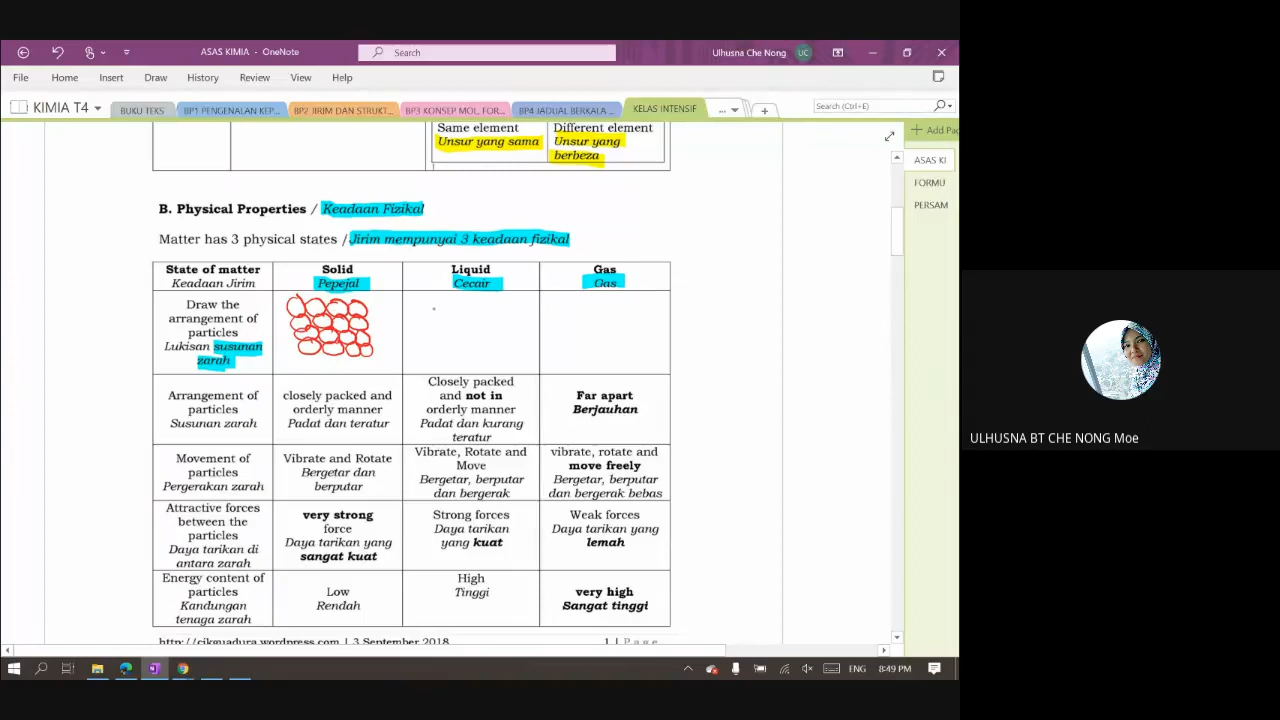 ASAS KIMIA - OneNote
Search
Ulhusna Che Nong
UC
File
Home
Insert
Draw
History
Review
View
Help
KIMIA T4
BUKU TEKS
BP1 PENGENALAN KEP...
BP2 JIRIM DAN STRUKT...
BP3 KONSEP MOL, FOR...
BP4 JADUAL BERKALA ...
KELAS INTENSIF
...
Search (Ctrl+E)
Add Pag
ASAS KI
FORMU
PERSAM
Same element
Unsur yang sama
Different element
Unsur yang
berbeza
B. Physical Properties / Keadaan Fizikal
Matter has 3 physical states / Jirim mempunyai 3 keadaan fizikal
State of matter
Keadaan Jirim
Solid
Pepejal
Liquid
Cecair
Gas
Gas
Draw the
arrangement of
particles
Lukisan susunan
zarah
Arrangement of
particles
Susunan zarah
closely packed and
orderly manner
Padat dan teratur
Closely packed
and not in
orderly manner
Padat dan kurang
teratur
Far apart
Berjauhan
Movement of
particles
Pergerakan zarah
Vibrate and Rotate
Bergetar dan
berputar
Vibrate, Rotate and
Move
Bergetar, berputar
dan bergerak
vibrate, rotate and
move freely
Bergetar, berputar
dan bergerak bebas
Attractive forces
between the
particles
Daya tarikan di
antara zarah
very strong
force
Daya tarikan yang
sangat kuat
Strong forces
Daya tarikan
yang kuat
Weak forces
Daya tarikan yang
lemah
Energy content of
particles
Kandungan
tenaga zarah
Low
Rendah
High
Tinggi
very high
Sangat tinggi
http://cikguadura.wordpress.com | 3 September 2018
1 | Page
ENG
8:49 PM
ULHUSNA BT CHE NONG Moe